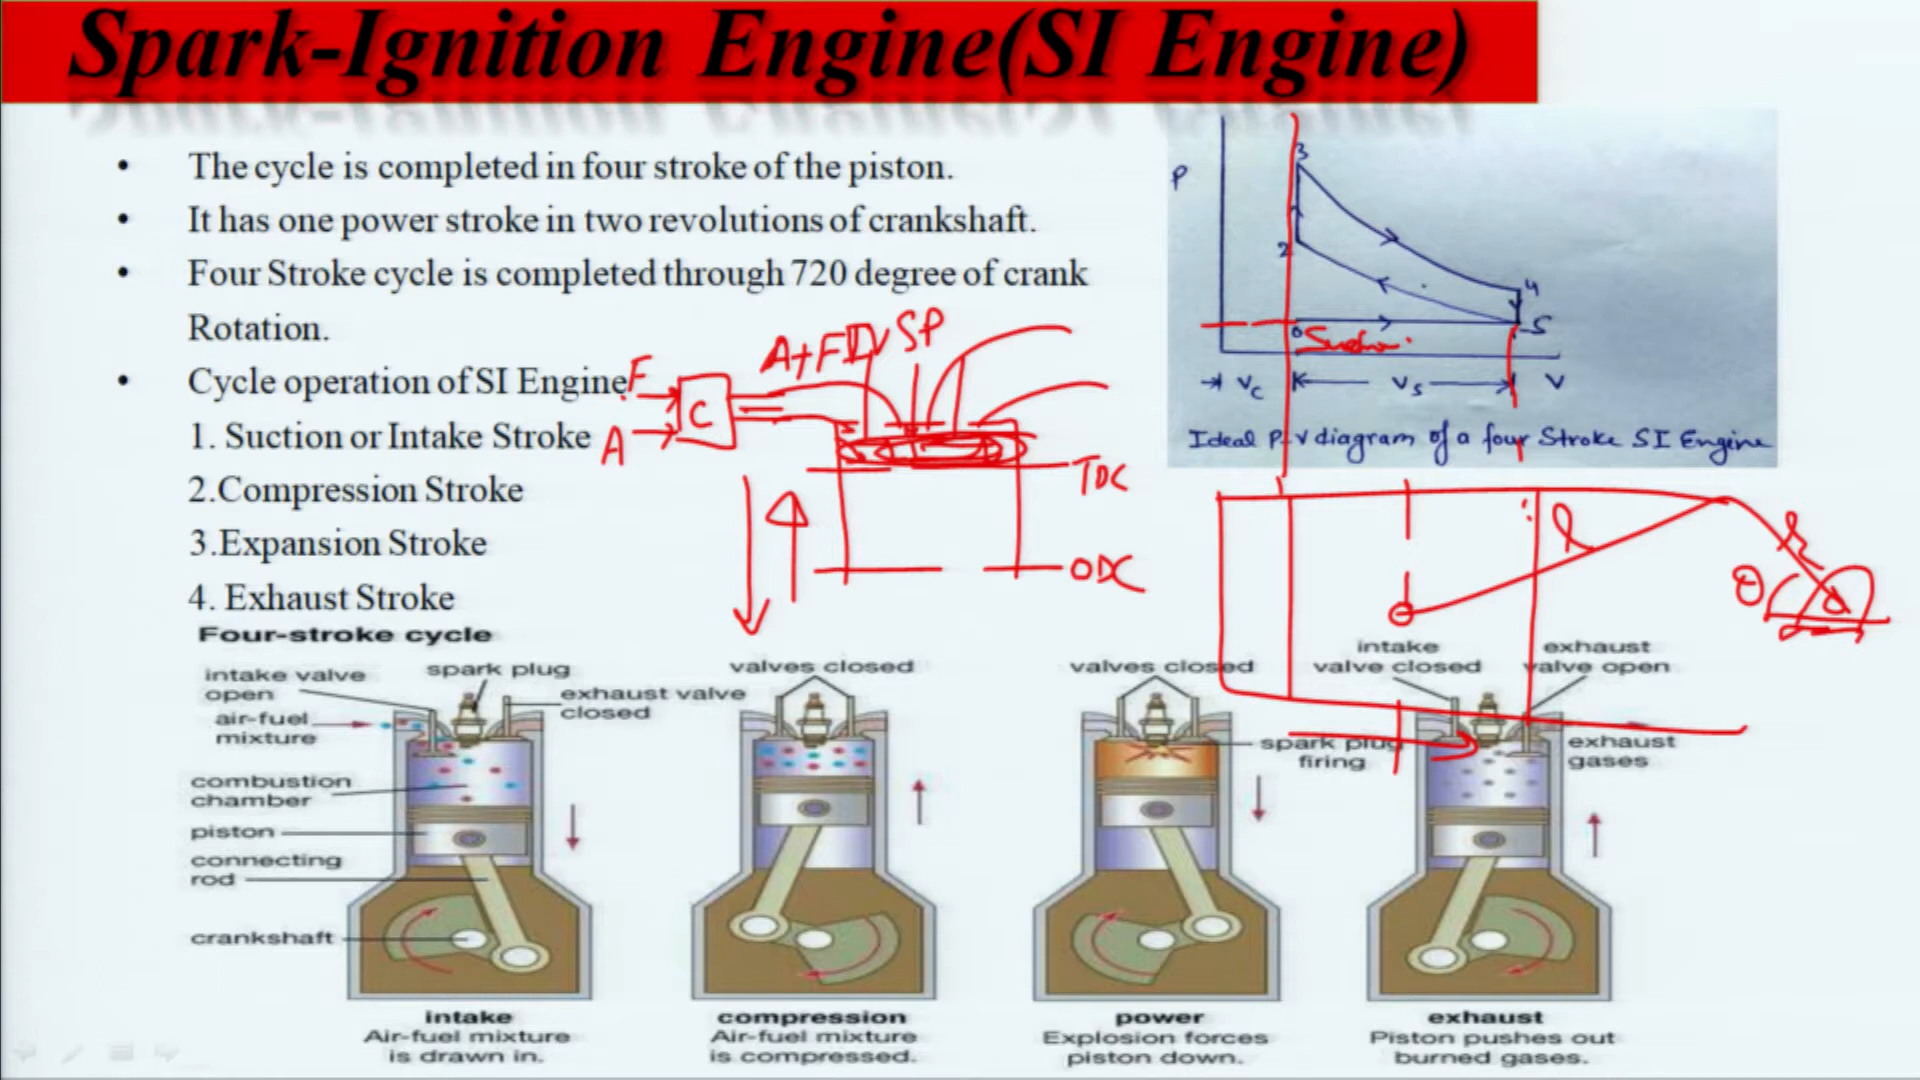 Spark-Ignition Engine(SI Engine)
• The cycle is completed in four stroke of the piston.
• It has one power stroke in two revolutions of crankshaft.
• Four Stroke cycle is completed through 720 degree of crank
Rotation.
• Cycle operation of SI Engine
1. Suction or Intake Stroke
2.Compression Stroke
3.Expansion Stroke
4. Exhaust Stroke
F
A
C
A+F
IV
SP
TDC
ODC
P
3
2
4
5
0
Suction
Vc
Vs
V
Ideal P-V diagram of a four Stroke SI Engine
l
r
θ
Four-stroke cycle
intake valve
open
spark plug
exhaust valve
closed
air-fuel
mixture
combustion
chamber
piston
connecting
rod
crankshaft
intake
Air-fuel mixture
is drawn in.
valves closed
compression
Air-fuel mixture
is compressed.
valves closed
spark plug
firing
power
Explosion forces
piston down.
intake
valve closed
exhaust
valve open
exhaust
gases
exhaust
Piston pushes out
burned gases.